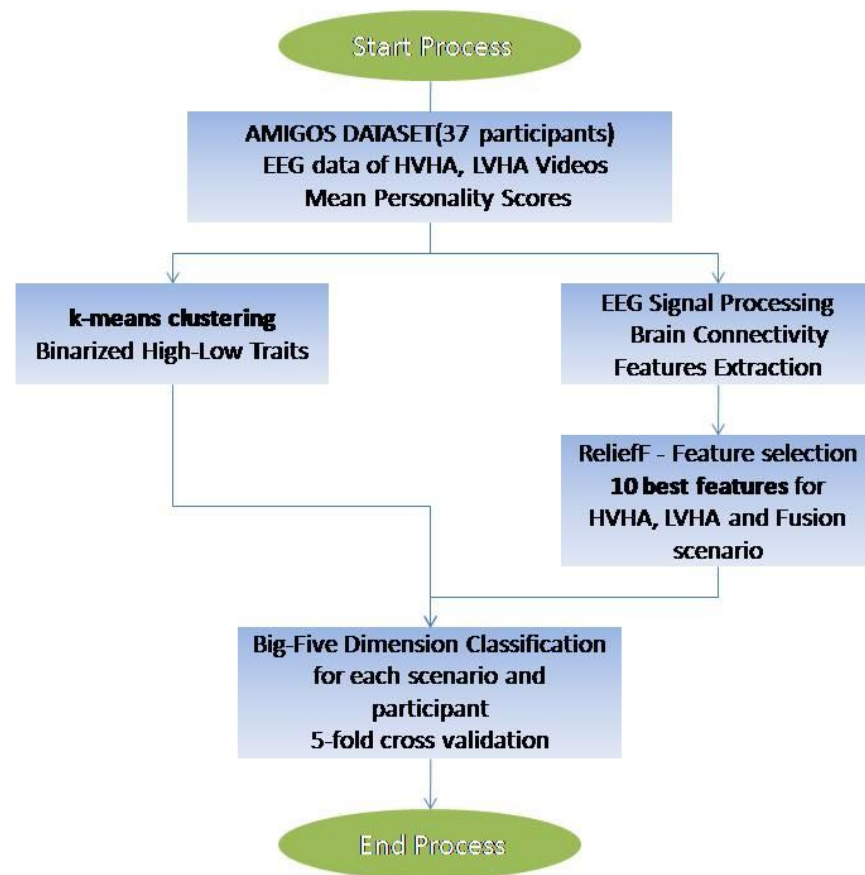 Start Process
AMIGOS DATASET(37 participants)
EEG data of HVHA, LVHA Videos
Mean Personality Scores
k-means clustering
Binarized High-Low Traits
EEG Signal Processing
Brain Connectivity
Features Extraction
ReliefF - Feature selection
10 best features for
HVHA, LVHA and Fusion
scenario
Big-Five Dimension Classification
for each scenario and
participant
5-fold cross validation
End Process